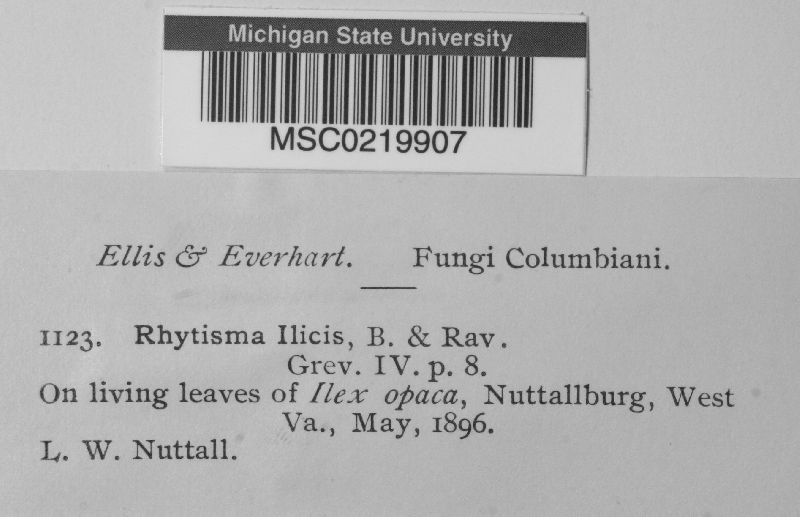 Michigan State University
MSC0219907
Ellis & Everhart. Fungi Columbiani.
1123. Rhytisma Ilicis, B. & Rav.
Grev. IV. p. 8.
On living leaves of Ilex opaca, Nuttallburg, West
Va., May, 1896.
L. W. Nuttall.